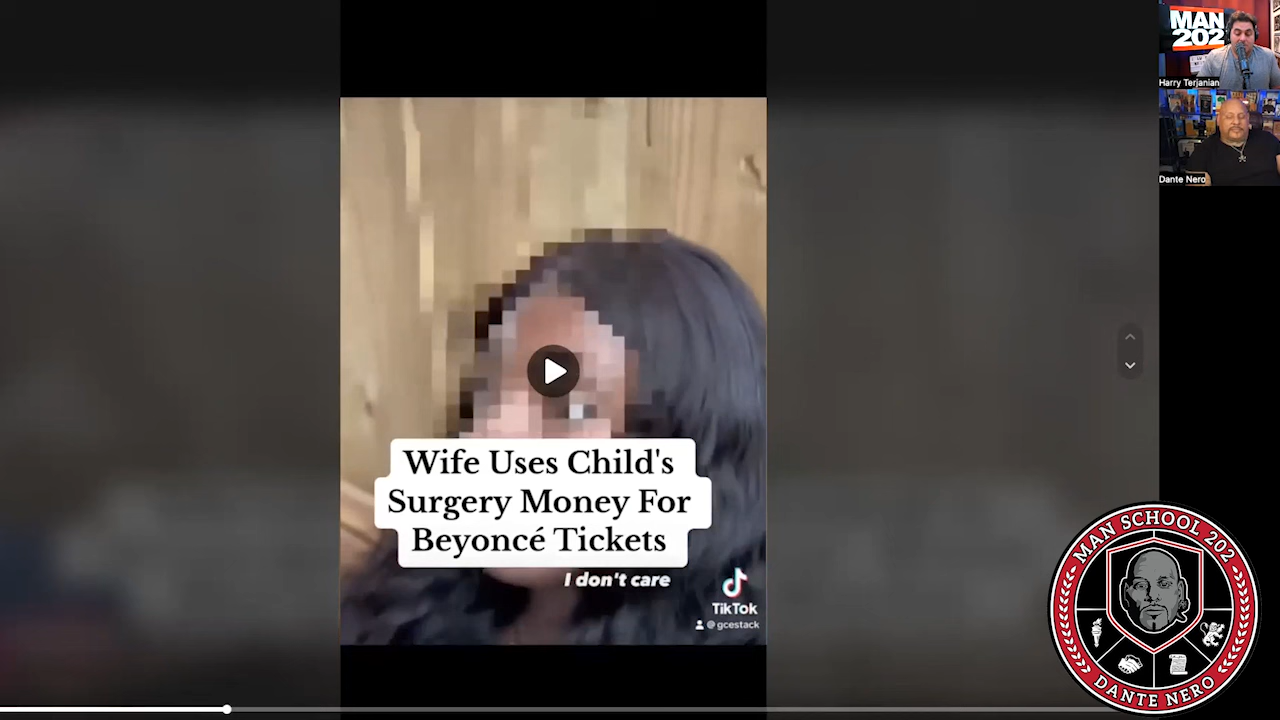 MAN
202
Harry Terjanian
Dante Nero
Wife Uses Child's
Surgery Money For
Beyoncé Tickets
I don't care
TikTok
@gcestack
MAN SCHOOL 202
DANTE NERO